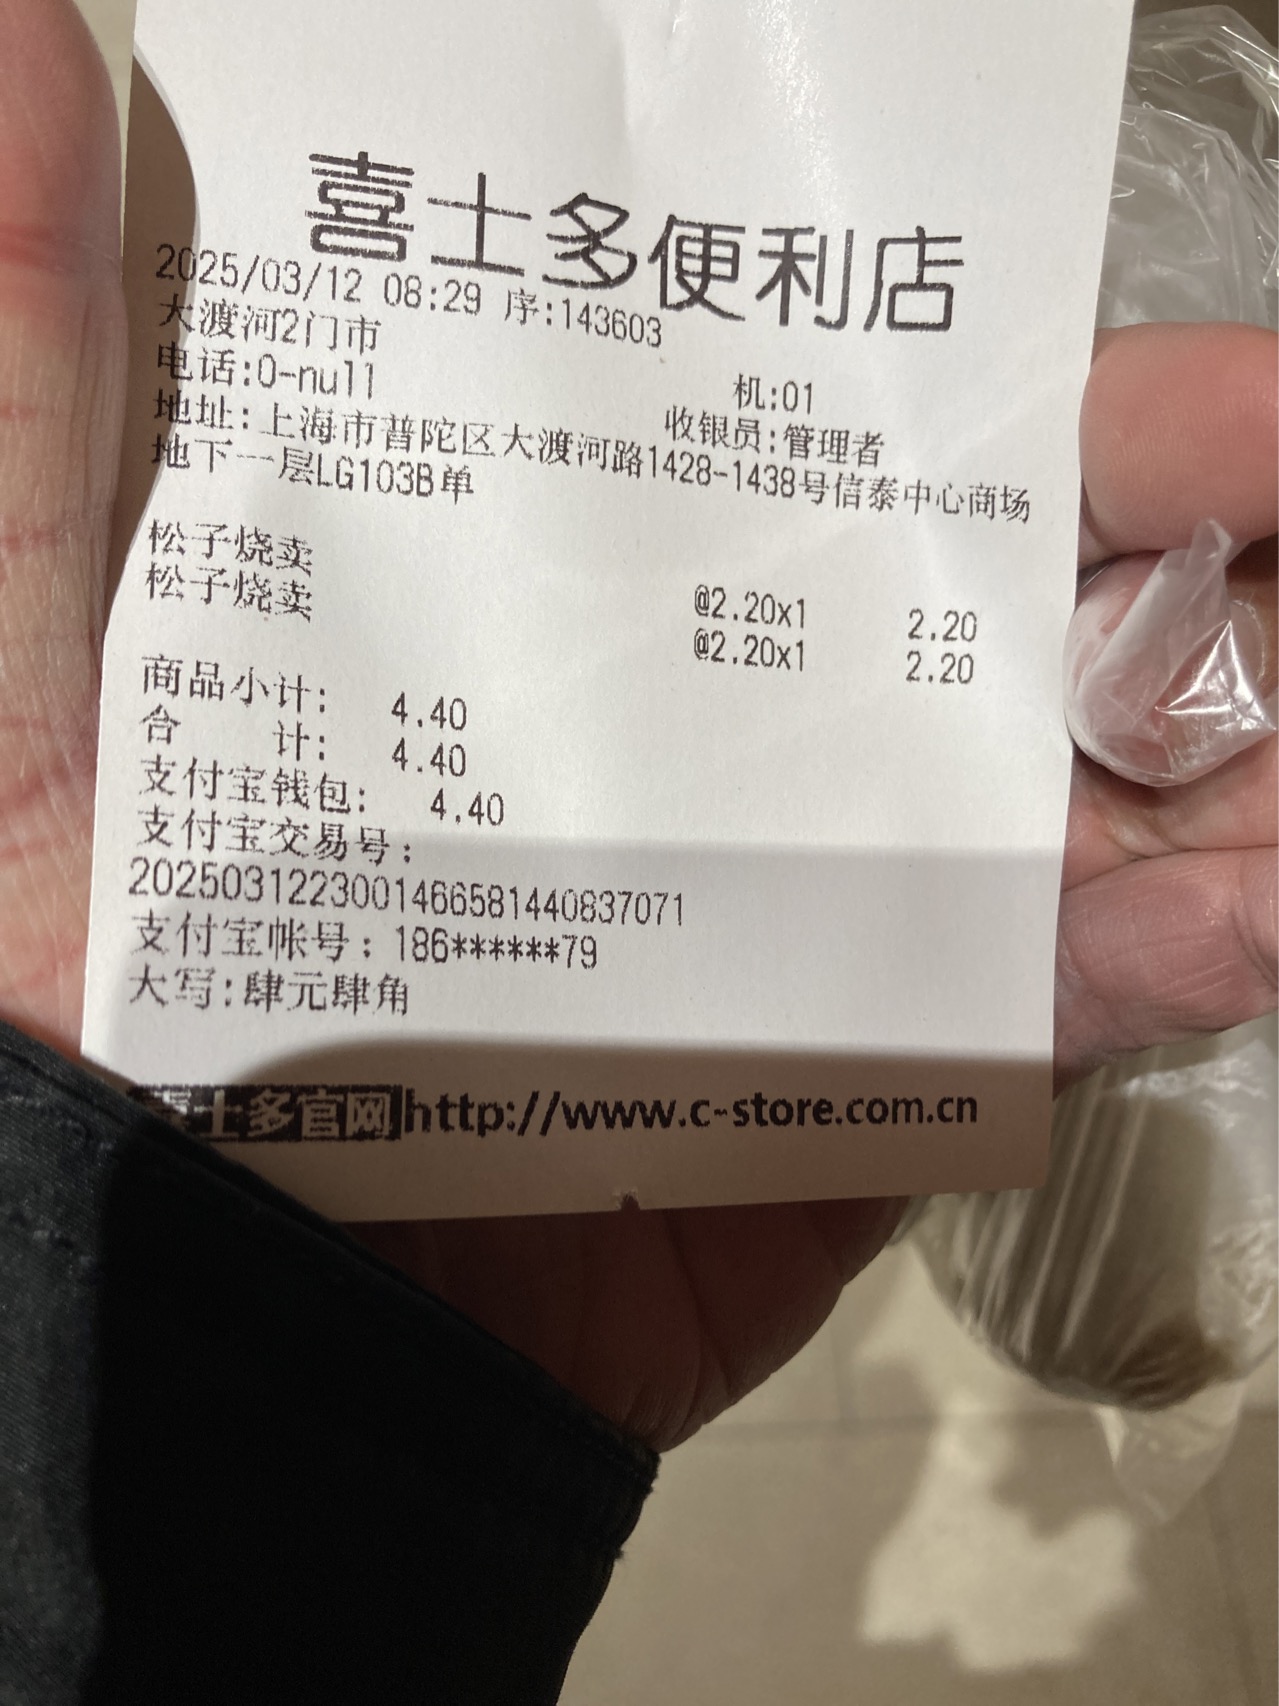 喜士多便利店
2025/03/12 08:29 序:143603
大渡河2门市 机:01
电话:0-null 收银员:管理者
地址:上海市普陀区大渡河路1428-1438号信泰中心商场
地下一层LG103B单
松子烧卖 @2.20x1 2.20
松子烧卖 @2.20x1 2.20
商品小计: 4.40
合 计: 4.40
支付宝钱包: 4.40
支付宝交易号:
2025031223001466581440837071
支付宝帐号:186******79
大写:肆元肆角
喜士多官网http://www.c-store.com.cn